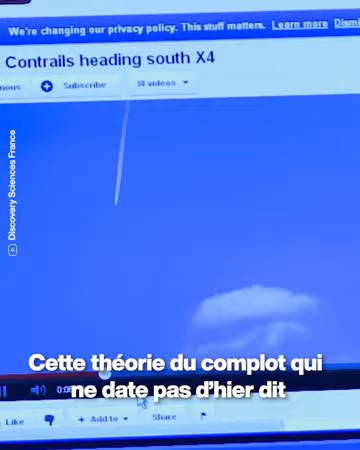 We're changing our privacy policy. This stuff matters. Learn more
Contrails heading south X4
Subscribe
38 videos
Discovery Sciences France
Cette théorie du complot qui
ne date pas d'hier dit
Like
+ Add to
Share